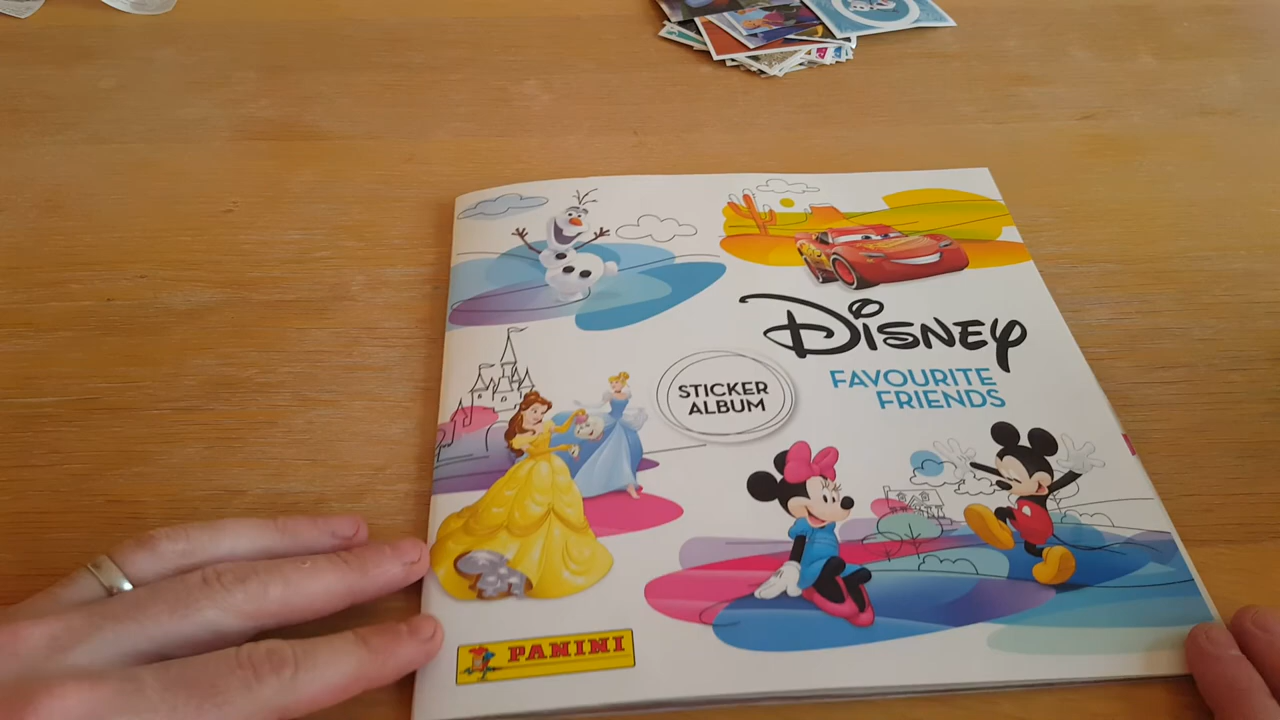 DISNEY
FAVOURITE
FRIENDS
STICKER
ALBUM
PANINI